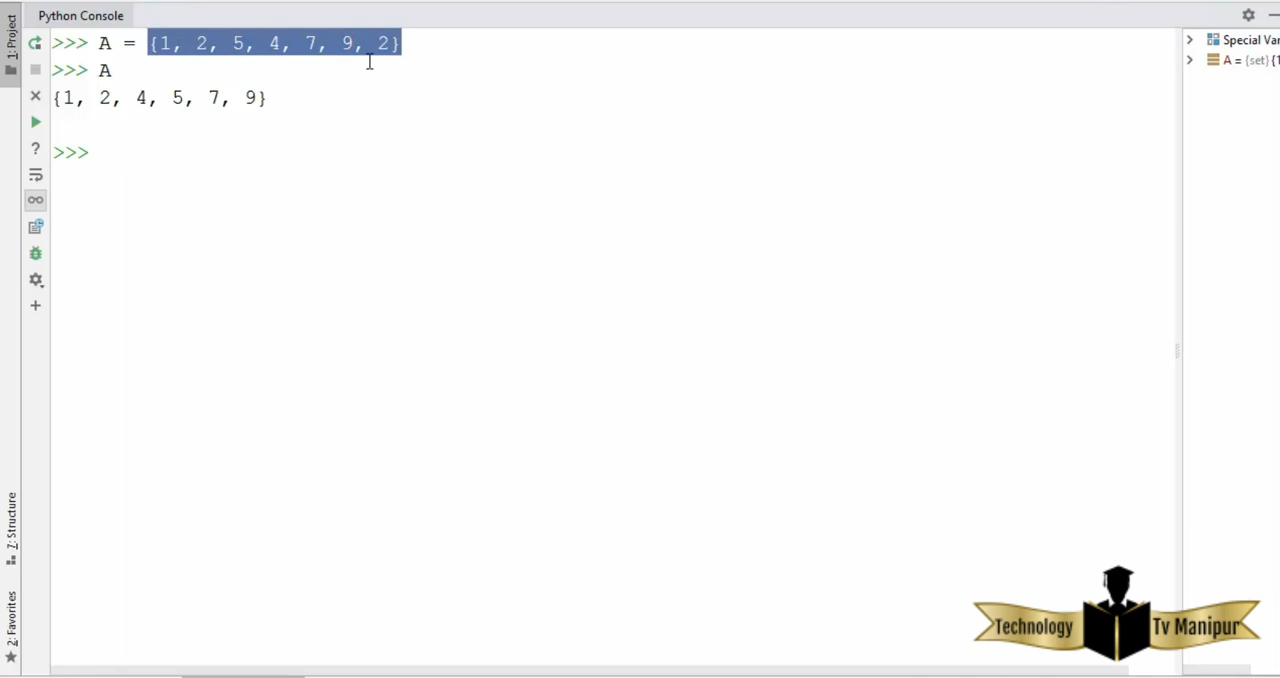 Python Console
1: Project
>>> A = {1, 2, 5, 4, 7, 9, 2}
>>> A
{1, 2, 4, 5, 7, 9}
>>>
Special Var
A = {set} {1
7: Structure
2: Favorites
Technology Tv Manipur